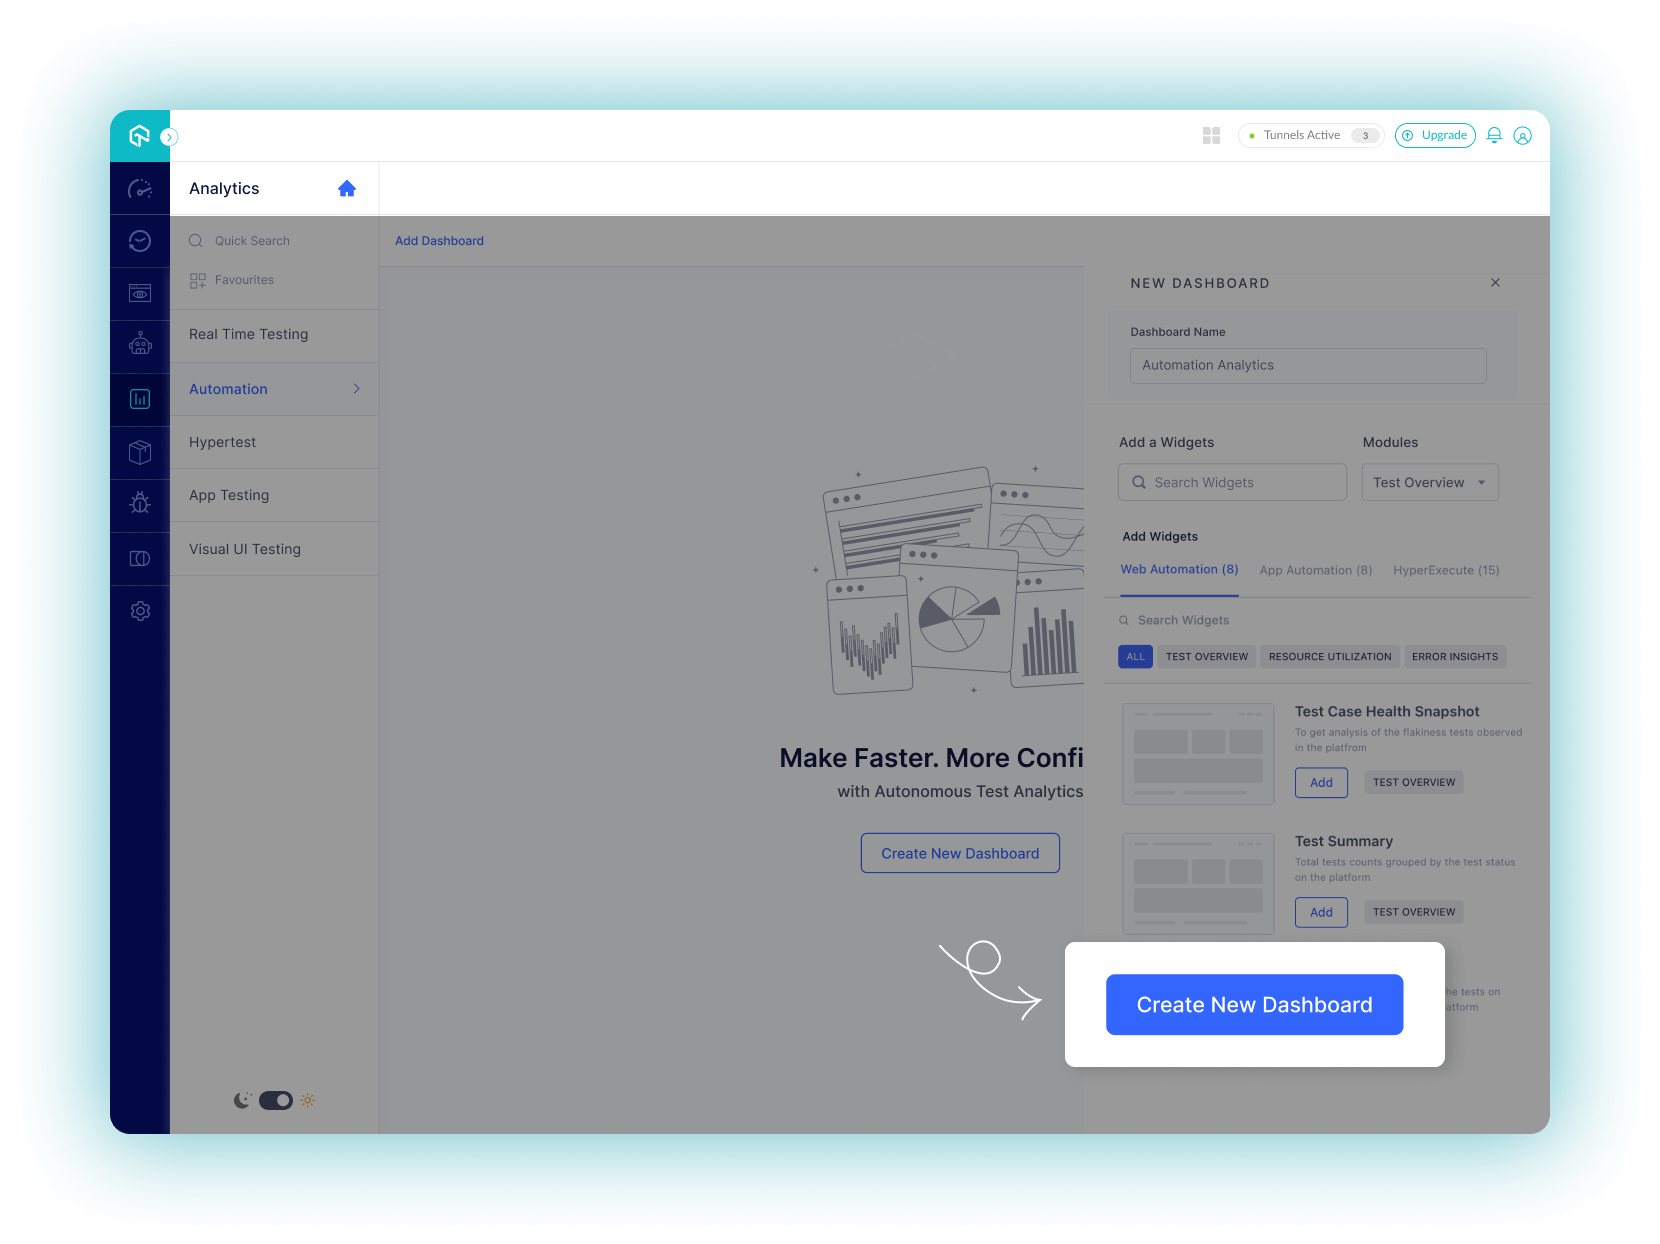 Tunnels Active 3
Upgrade
Analytics
Quick Search
Favourites
Real Time Testing
Automation
Hypertest
App Testing
Visual UI Testing
Add Dashboard
Make Faster. More Confi
with Autonomous Test Analytics
Create New Dashboard
NEW DASHBOARD
Dashboard Name
Automation Analytics
Add a Widgets Modules
Search Widgets Test Overview
Add Widgets
Web Automation (8) App Automation (8) HyperExecute (15)
Search Widgets
ALL TEST OVERVIEW RESOURCE UTILIZATION ERROR INSIGHTS
Test Case Health Snapshot
To get analysis of the flakiness tests observed
in the platfrom
Add TEST OVERVIEW
Test Summary
Total tests counts grouped by the test status
on the platform
Add TEST OVERVIEW
he tests on
atform
Create New Dashboard